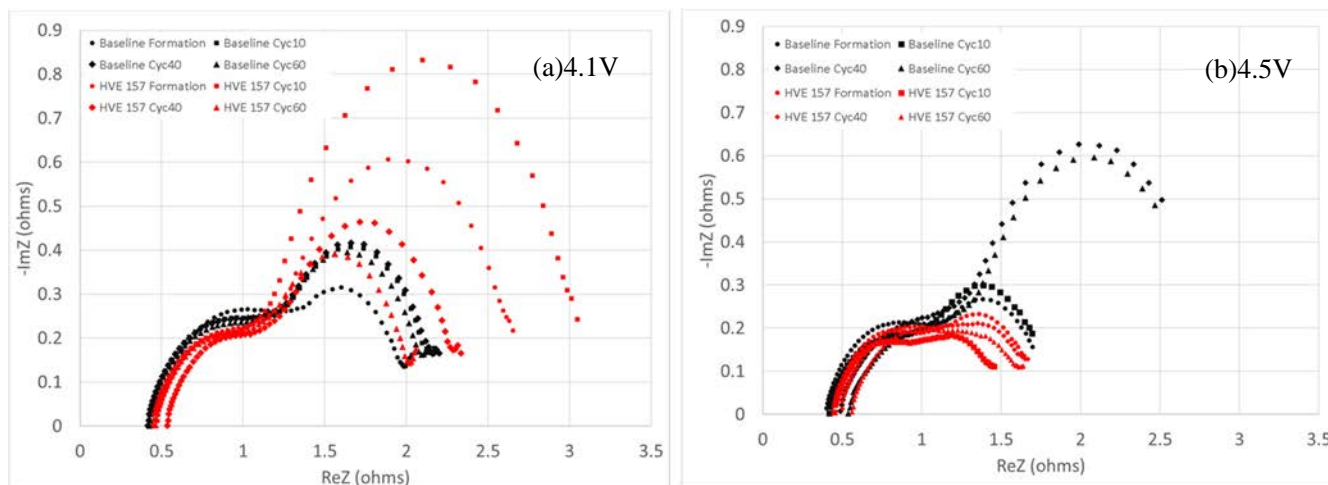 0.9
0.8
0.7
0.6
0.5
0.4
0.3
0.2
0.1
0
-ImZ (ohms)
Baseline Formation Baseline Cyc10
Baseline Cyc40 Baseline Cyc60
HVE 157 Formation HVE 157 Cyc10
HVE 157 Cyc40 HVE 157 Cyc60
(a)4.1V
0 0.5 1 1.5 2 2.5 3 3.5
ReZ (ohms)
0.9
0.8
0.7
0.6
0.5
0.4
0.3
0.2
0.1
0
-ImZ (ohms)
Baseline Formation Baseline Cyc10
Baseline Cyc40 Baseline Cyc60
HVE 157 Formation HVE 157 Cyc10
HVE 157 Cyc40 HVE 157 Cyc60
(b)4.5V
0 0.5 1 1.5 2 2.5 3 3.5
ReZ (ohms)